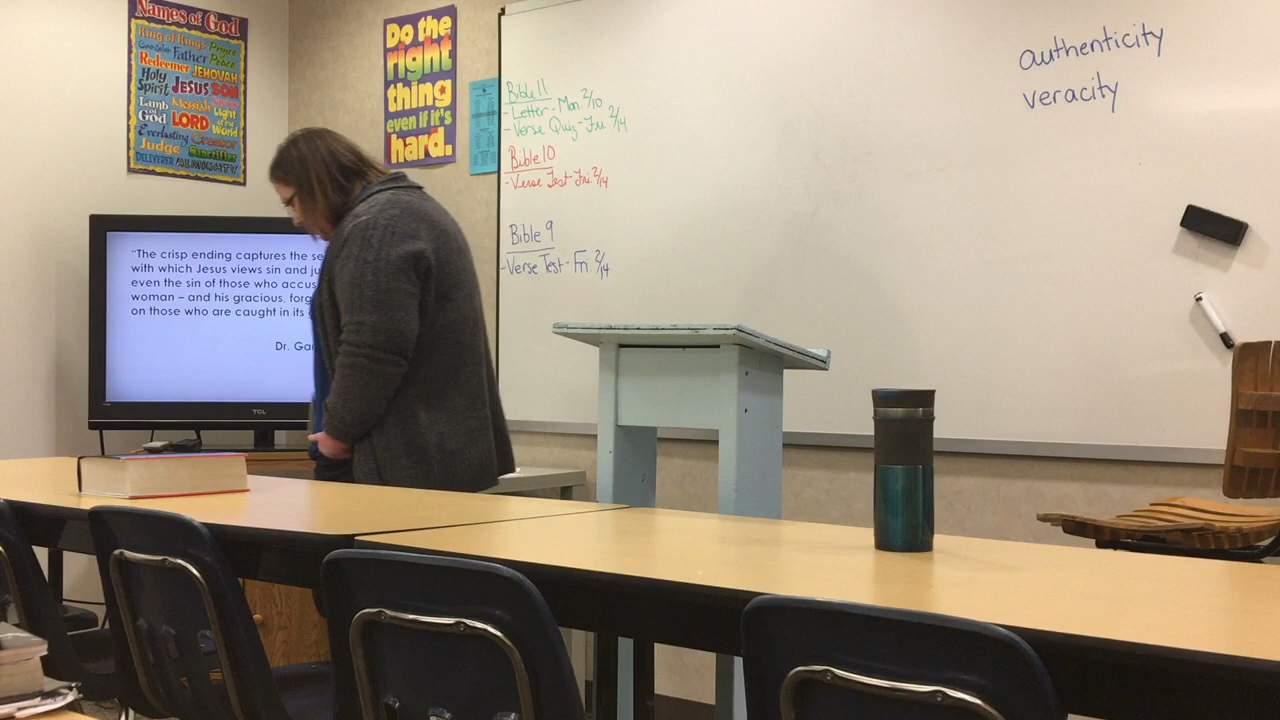 Names of God
King of Kings Prince
Counselor Father of Peace
Redeemer JEHOVAH
Holy Spirit JESUS SON
Lamb of God Messiah Light of the World
LORD
Everlasting Creator
Judge Sanctifier
DELIVERER ALMIGHTY
Do the
right
thing
even if it's
hard.
Bible 11
- Letter - Mon. 2/10
- Verse Quiz - Fri. 2/14
Bible 10
- Verse Test - Fri. 2/14
Bible 9
- Verse Test - Fri. 2/14
authenticity
veracity
"The crisp ending captures the se
with which Jesus views sin and ju
even the sin of those who accus
woman – and his gracious, forg
on those who are caught in its
Dr. Ga
TCL